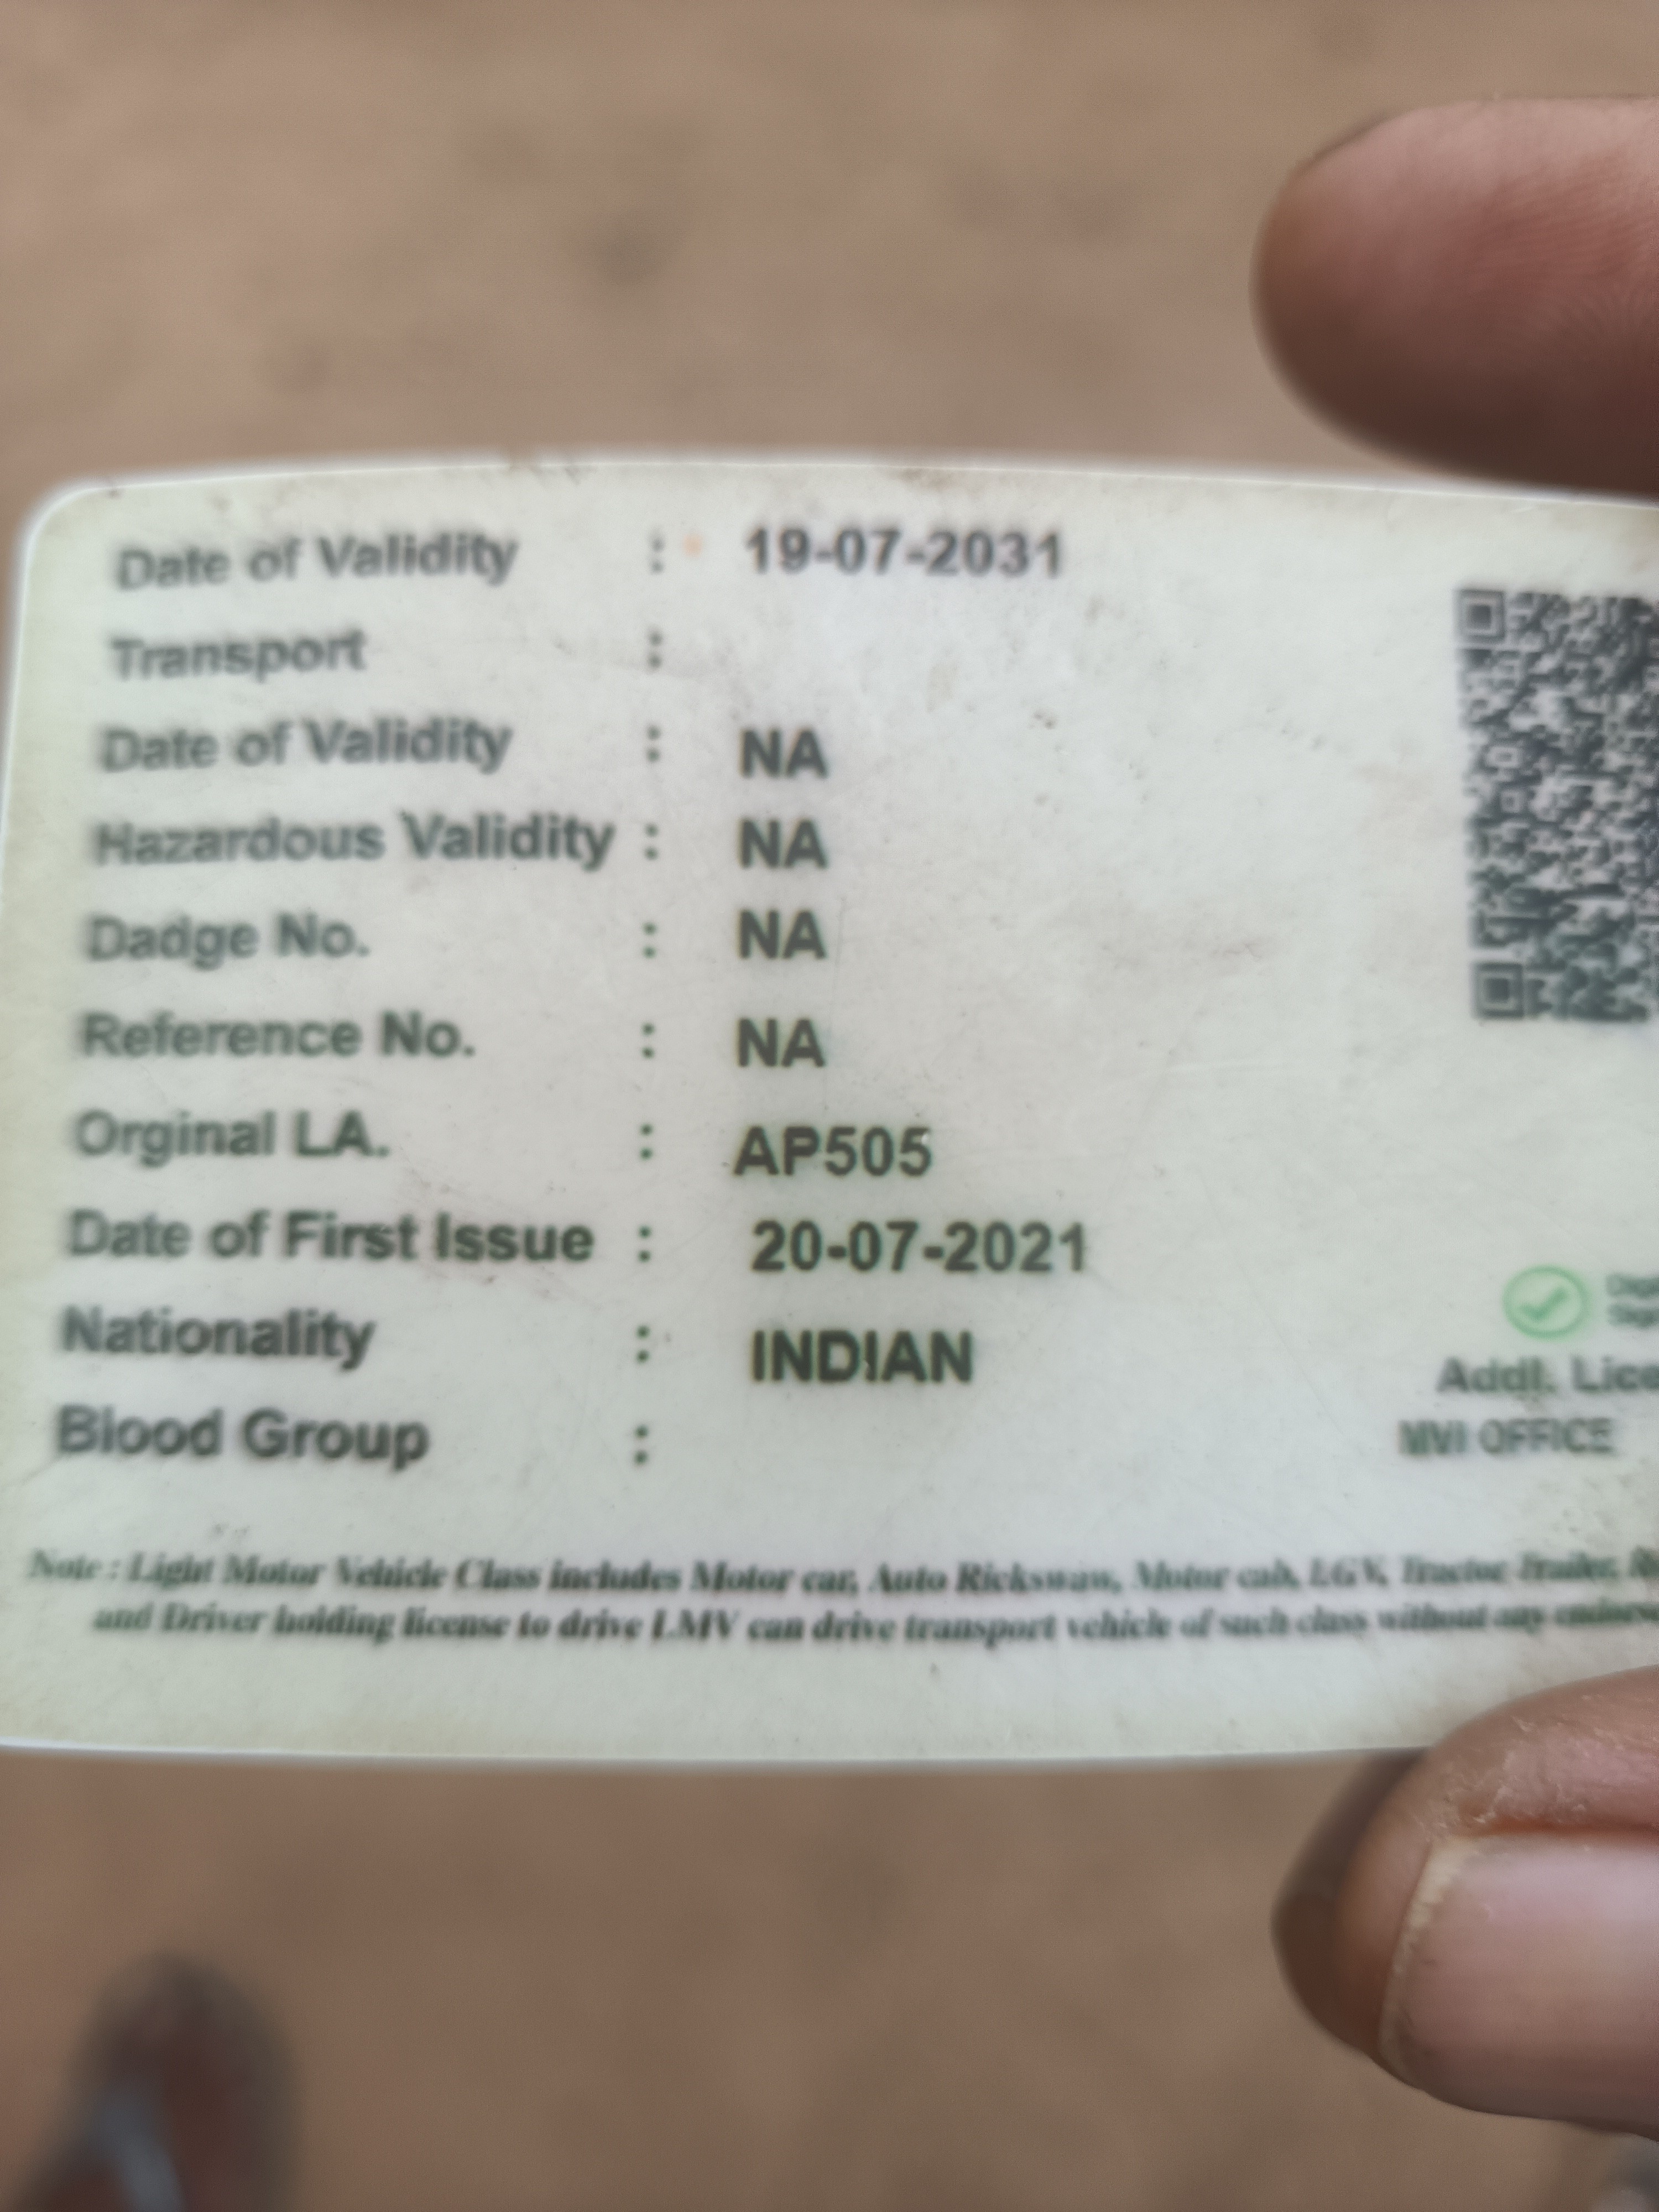 Date of Validity : 19-07-2031
Transport :
Date of Validity : NA
Hazardous Validity : NA
Dadge No. : NA
Reference No. : NA
Orginal LA. : AP505
Date of First Issue : 20-07-2021
Nationality : INDIAN
Blood Group :
Addl. Lice
MVI OFFICE
Note : Light Motor Vehicle Class includes Motor car, Auto Rickswaw, Motor cab, LGV, Tractor Trailer,
and Driver holding license to drive LMV can drive transport vehicle of such class without any